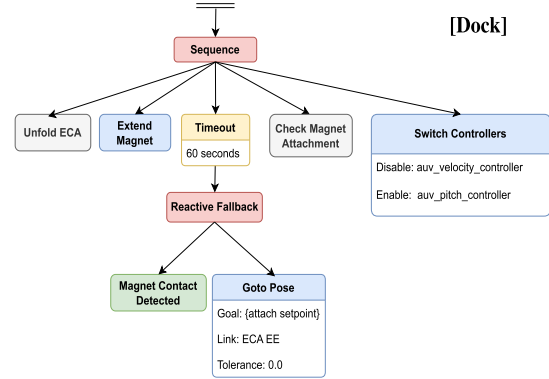 [Dock]
Sequence
Unfold ECA
Extend
Magnet
Timeout
60 seconds
Check Magnet
Attachment
Switch Controllers
Disable: auv_velocity_controller
Enable: auv_pitch_controller
Reactive Fallback
Magnet Contact
Detected
Goto Pose
Goal: {attach setpoint}
Link: ECA EE
Tolerance: 0.0